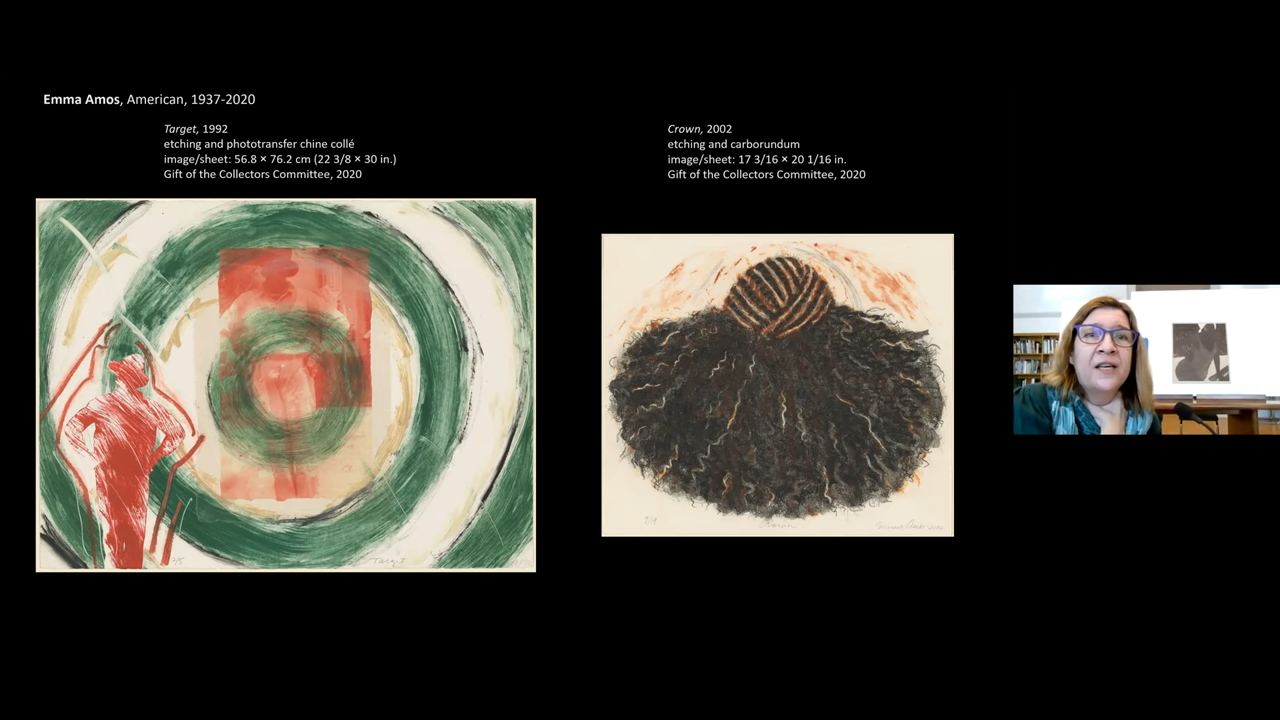 Emma Amos, American, 1937-2020
Target, 1992
etching and phototransfer chine collé
image/sheet: 56.8 × 76.2 cm (22 3/8 × 30 in.)
Gift of the Collectors Committee, 2020
Crown, 2002
etching and carborundum
image/sheet: 17 3/16 × 20 1/16 in.
Gift of the Collectors Committee, 2020
Target